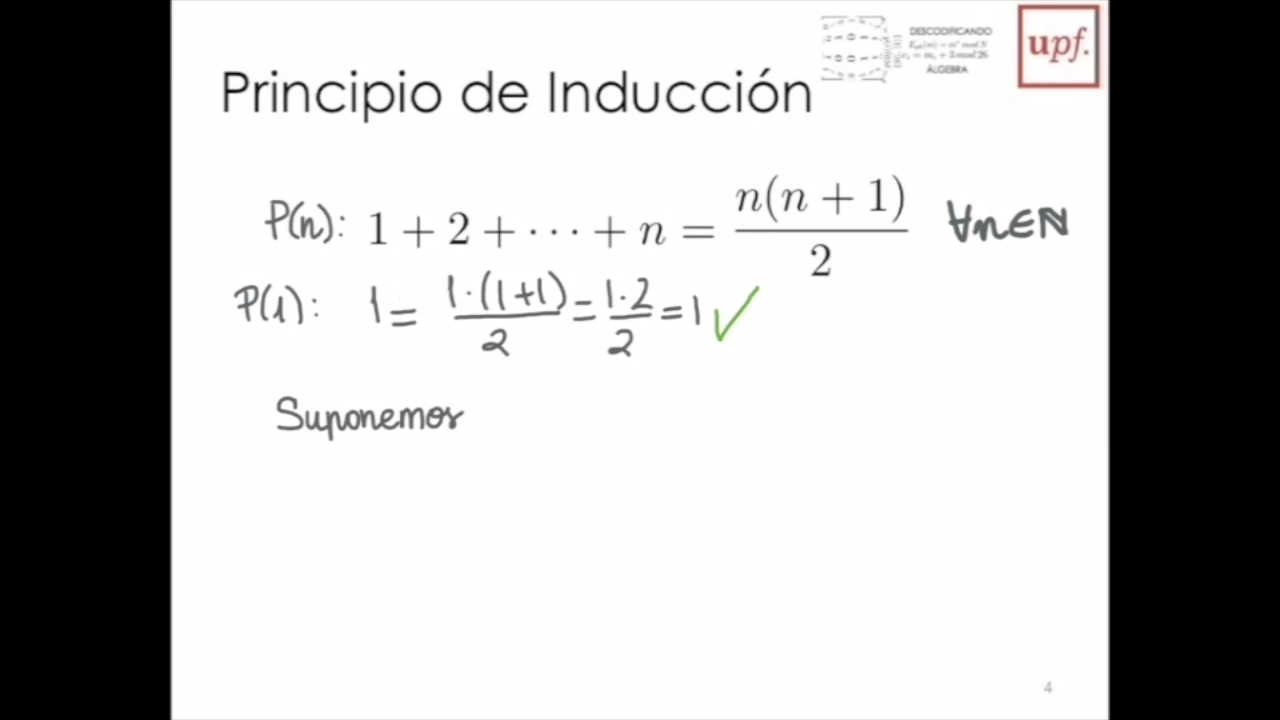 DESCODIFICANDO
ÁLGEBRA
upf.
Principio de Inducción
P(n): 1 + 2 + ··· + n = n(n + 1) / 2 ∀n∈ℕ
P(1): 1 = 1·(1+1) / 2 = 1·2 / 2 = 1 ✓
Suponemos
4